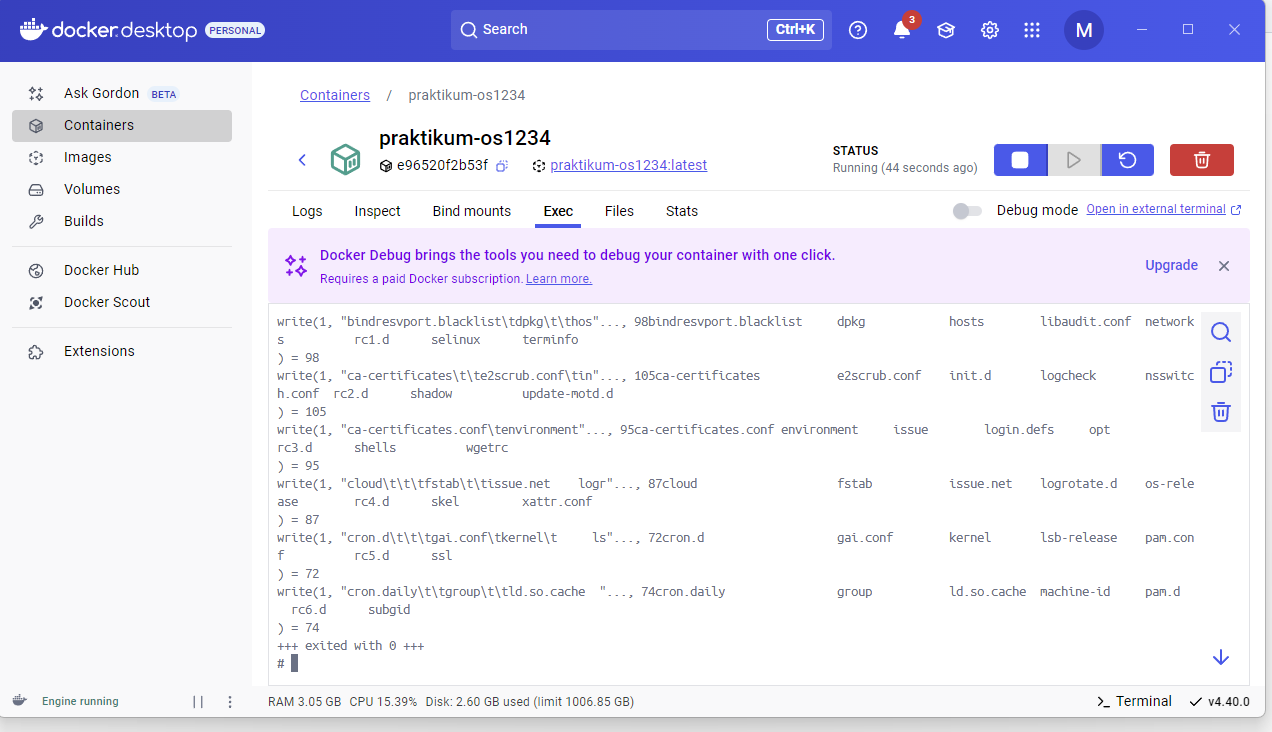 docker.desktop PERSONAL
Search
Ctrl+K
3
M
Ask Gordon BETA
Containers
Images
Volumes
Builds
Docker Hub
Docker Scout
Extensions
Containers / praktikum-os1234
praktikum-os1234
e96520f2b53f praktikum-os1234:latest
STATUS
Running (44 seconds ago)
Logs Inspect Bind mounts Exec Files Stats
Debug mode Open in external terminal
Docker Debug brings the tools you need to debug your container with one click.
Requires a paid Docker subscription. Learn more.
Upgrade
write(1, "bindresvport.blacklist\tdpkg\t\thos"..., 98bindresvport.blacklist     dpkg            hosts        libaudit.conf  network
s          rc1.d      selinux      terminfo
) = 98
write(1, "ca-certificates\t\te2scrub.conf\tin"..., 105ca-certificates           e2scrub.conf    init.d       logcheck       nsswitc
h.conf  rc2.d      shadow          update-motd.d
) = 105
write(1, "ca-certificates.conf\tenvironment"..., 95ca-certificates.conf environment     issue        login.defs     opt
rc3.d      shells          wgetrc
) = 95
write(1, "cloud\t\t\tfstab\t\tissue.net    logr"..., 87cloud                    fstab           issue.net    logrotate.d    os-rele
ase        rc4.d      skel         xattr.conf
) = 87
write(1, "cron.d\t\t\tgai.conf\tkernel\t     ls"..., 72cron.d                   gai.conf        kernel       lsb-release    pam.con
f          rc5.d      ssl
) = 72
write(1, "cron.daily\t\tgroup\t\tld.so.cache  "..., 74cron.daily                group           ld.so.cache  machine-id     pam.d
  rc6.d      subgid
) = 74
+++ exited with 0 +++
#
Engine running
RAM 3.05 GB CPU 15.39% Disk: 2.60 GB used (limit 1006.85 GB)
Terminal
v4.40.0